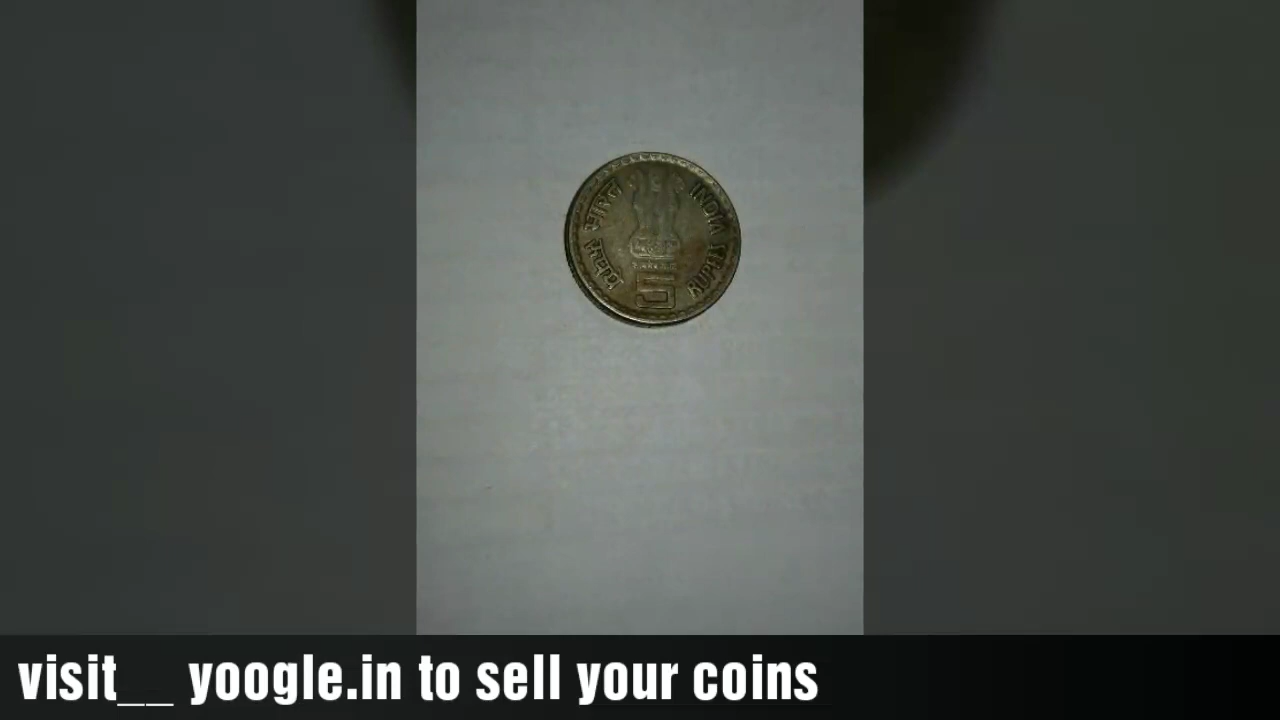 भारत
INDIA
रुपये
RUPEES
5
visit__ yoogle.in to sell your coins